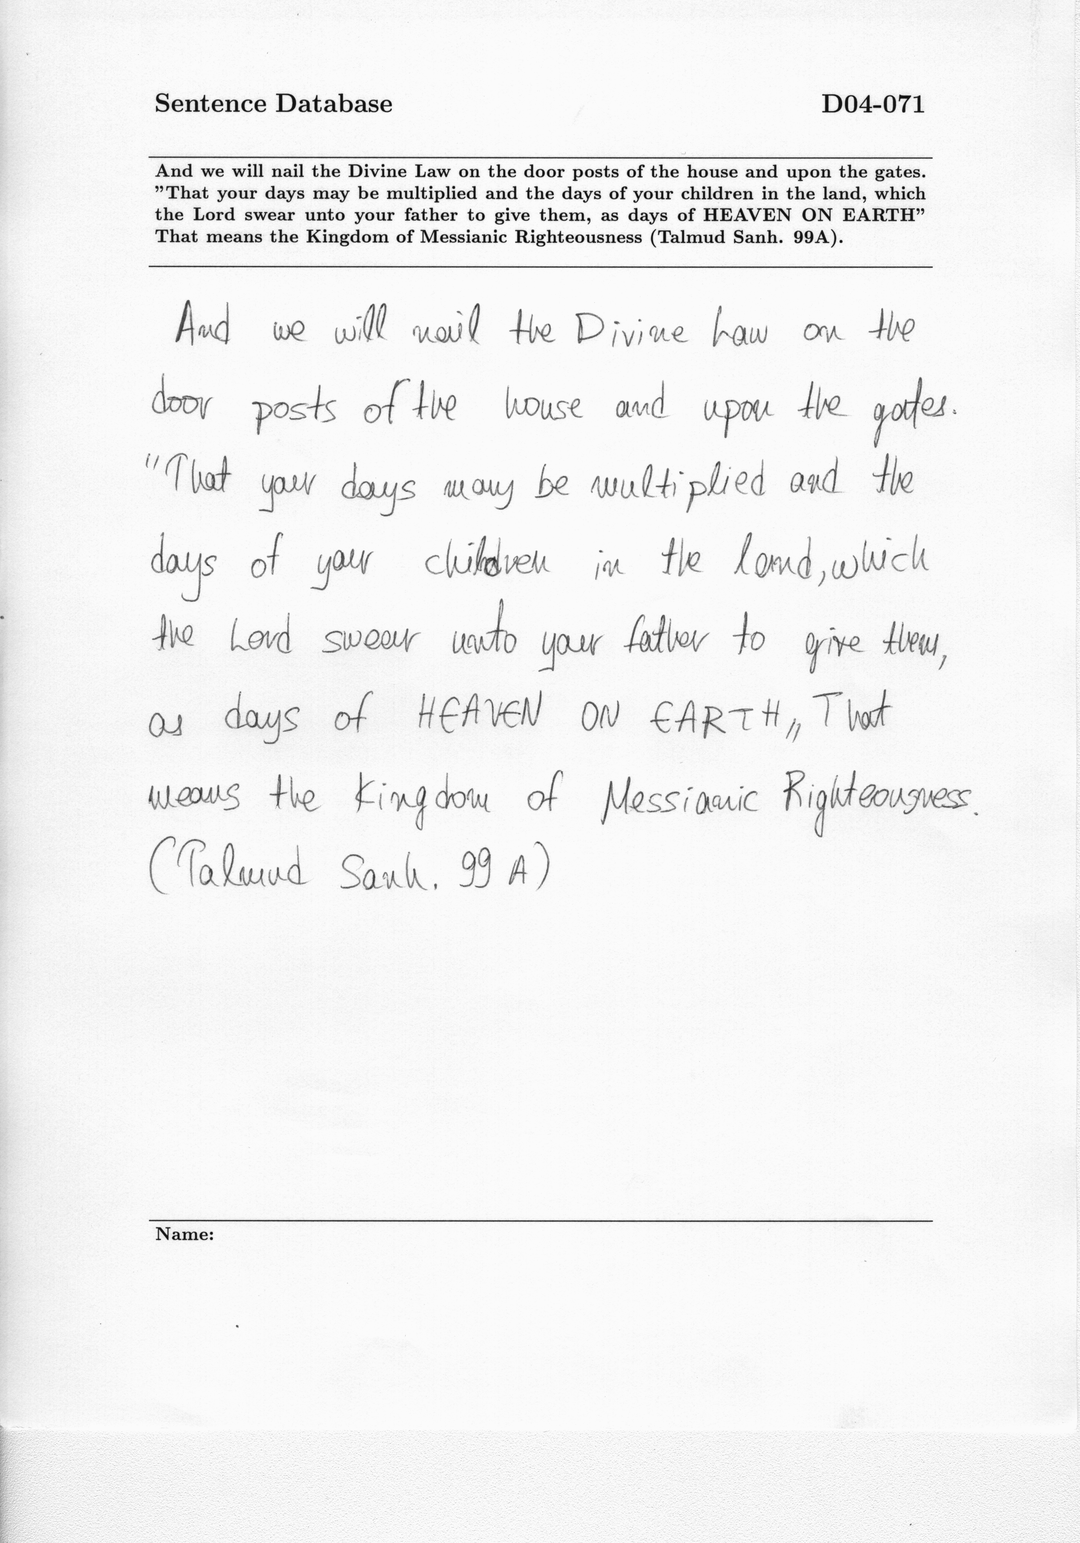 Sentence Database D04-071
And we will nail the Divine Law on the door posts of the house and upon the gates.
"That your days may be multiplied and the days of your children in the land, which
the Lord swear unto your father to give them, as days of HEAVEN ON EARTH"
That means the Kingdom of Messianic Righteousness (Talmud Sanh. 99A).
And we will nail the Divine Law on the
door posts of the house and upon the gates.
"That your days may be multiplied and the
days of your children in the land, which
the Lord swear unto your father to give them,
as days of HEAVEN ON EARTH„ That
means the Kingdom of Messianic Righteousness.
(Talmud Sanh. 99 A)
Name: